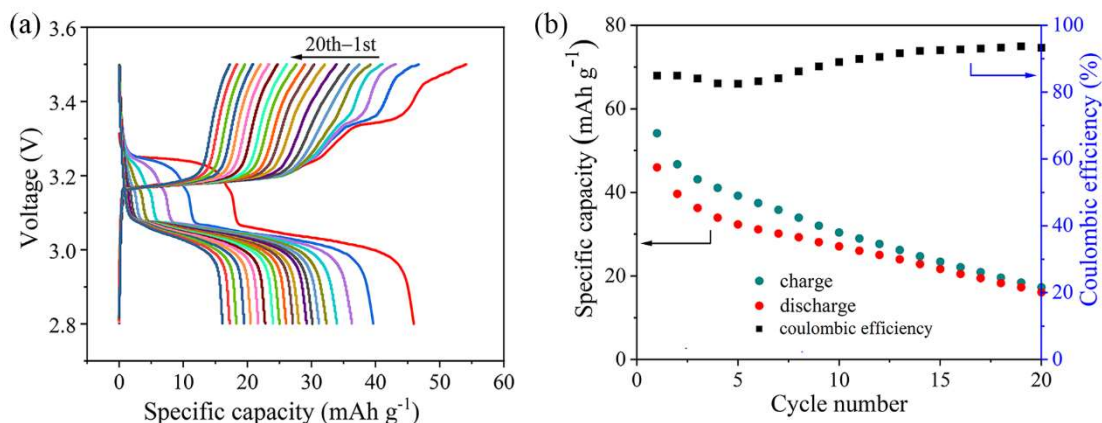 (a)
3.6
3.4
3.2
3.0
2.8
Voltage (V)
20th–1st
0
10
20
30
40
50
60
Specific capacity (mAh g⁻¹)
(b)
80
60
40
20
0
Specific capacity (mAh g⁻¹)
charge
discharge
coulombic efficiency
0
5
10
15
20
Cycle number
100
80
60
40
20
0
Coulombic efficiency (%)